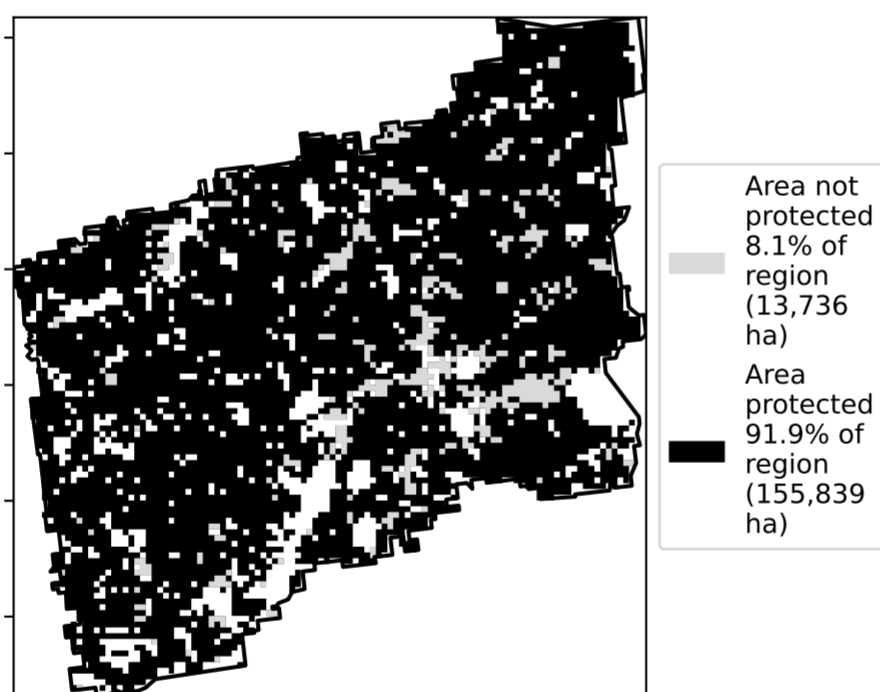 Area not
protected
8.1% of
region
(13,736
ha)
Area
protected
91.9% of
region
(155,839
ha)